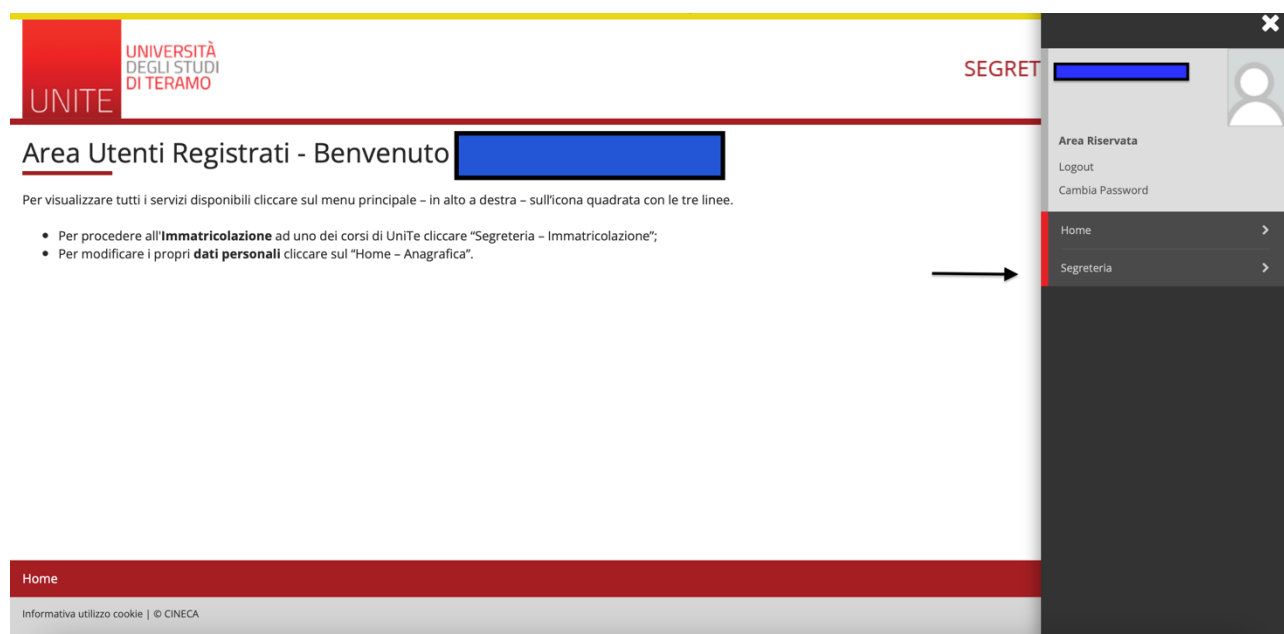 UNITE
UNIVERSITÀ
DEGLI STUDI
DI TERAMO
SEGRET
Area Utenti Registrati - Benvenuto
Per visualizzare tutti i servizi disponibili cliccare sul menu principale – in alto a destra – sull'icona quadrata con le tre linee.
Per procedere all'Immatricolazione ad uno dei corsi di UniTe cliccare “Segreteria – Immatricolazione”;
Per modificare i propri dati personali cliccare sul “Home – Anagrafica”.
Area Riservata
Logout
Cambia Password
Home
Segreteria
Home
Informativa utilizzo cookie | © CINECA